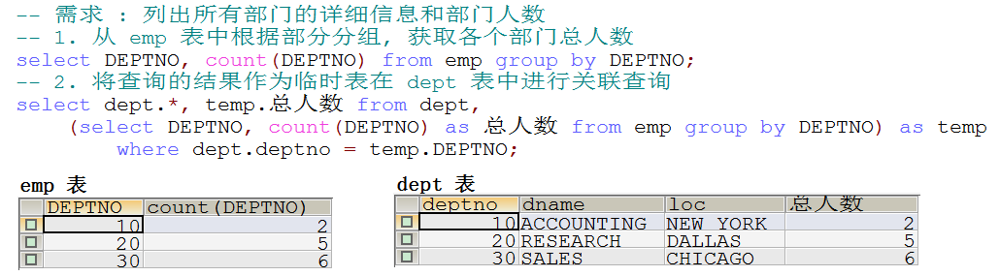 -- 需求 : 列出所有部门的详细信息和部门人数
-- 1. 从 emp 表中根据部分分组, 获取各个部门总人数
select DEPTNO, count(DEPTNO) from emp group by DEPTNO;
-- 2. 将查询的结果作为临时表在 dept 表中进行关联查询
select dept.*, temp.总人数 from dept,
(select DEPTNO, count(DEPTNO) as 总人数 from emp group by DEPTNO) as temp
where dept.deptno = temp.DEPTNO;
emp 表
DEPTNO count(DEPTNO)
10 2
20 5
30 6
dept 表
deptno dname loc 总人数
10 ACCOUNTING NEW YORK 2
20 RESEARCH DALLAS 5
30 SALES CHICAGO 6